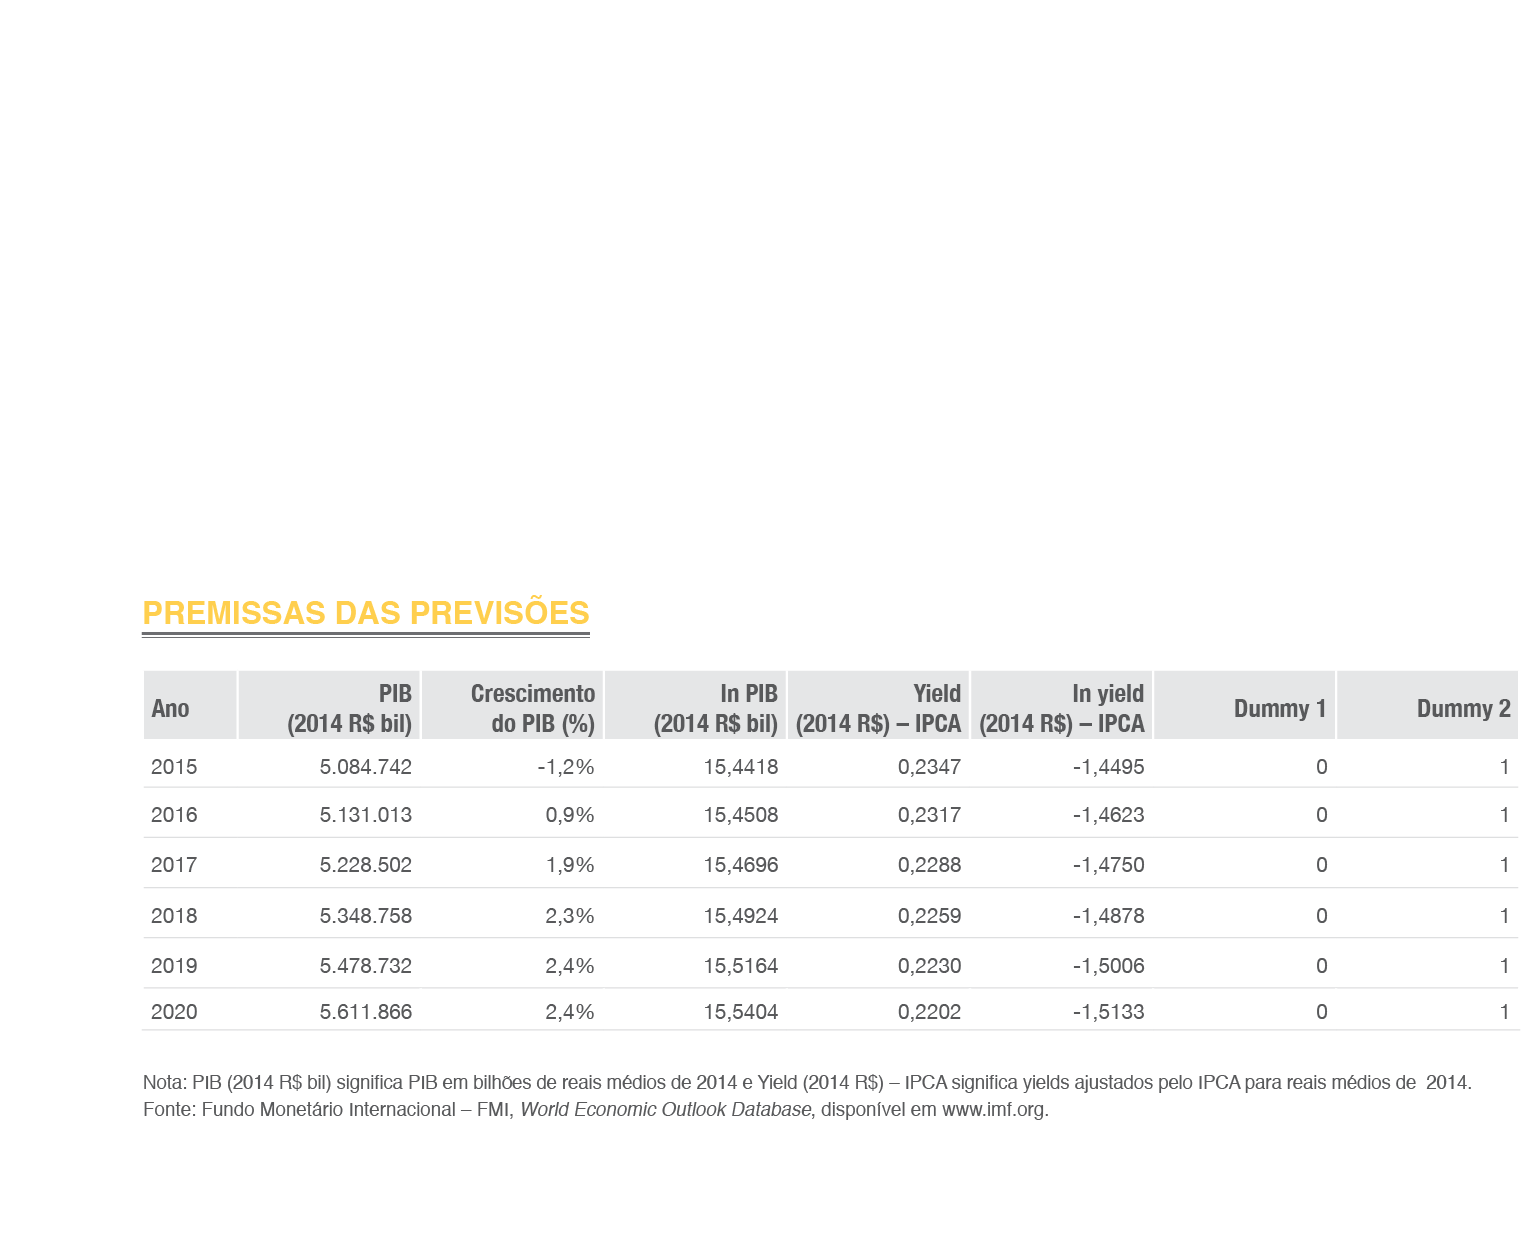 PREMISSAS DAS PREVISÕES
Ano PIB (2014 R$ bil) Crescimento do PIB (%) ln PIB (2014 R$ bil) Yield (2014 R$) – IPCA ln yield (2014 R$) – IPCA Dummy 1 Dummy 2
2015 5.084.742 -1,2% 15,4418 0,2347 -1,4495 0 1
2016 5.131.013 0,9% 15,4508 0,2317 -1,4623 0 1
2017 5.228.502 1,9% 15,4696 0,2288 -1,4750 0 1
2018 5.348.758 2,3% 15,4924 0,2259 -1,4878 0 1
2019 5.478.732 2,4% 15,5164 0,2230 -1,5006 0 1
2020 5.611.866 2,4% 15,5404 0,2202 -1,5133 0 1
Nota: PIB (2014 R$ bil) significa PIB em bilhões de reais médios de 2014 e Yield (2014 R$) – IPCA significa yields ajustados pelo IPCA para reais médios de 2014.
Fonte: Fundo Monetário Internacional – FMI, World Economic Outlook Database, disponível em www.imf.org.